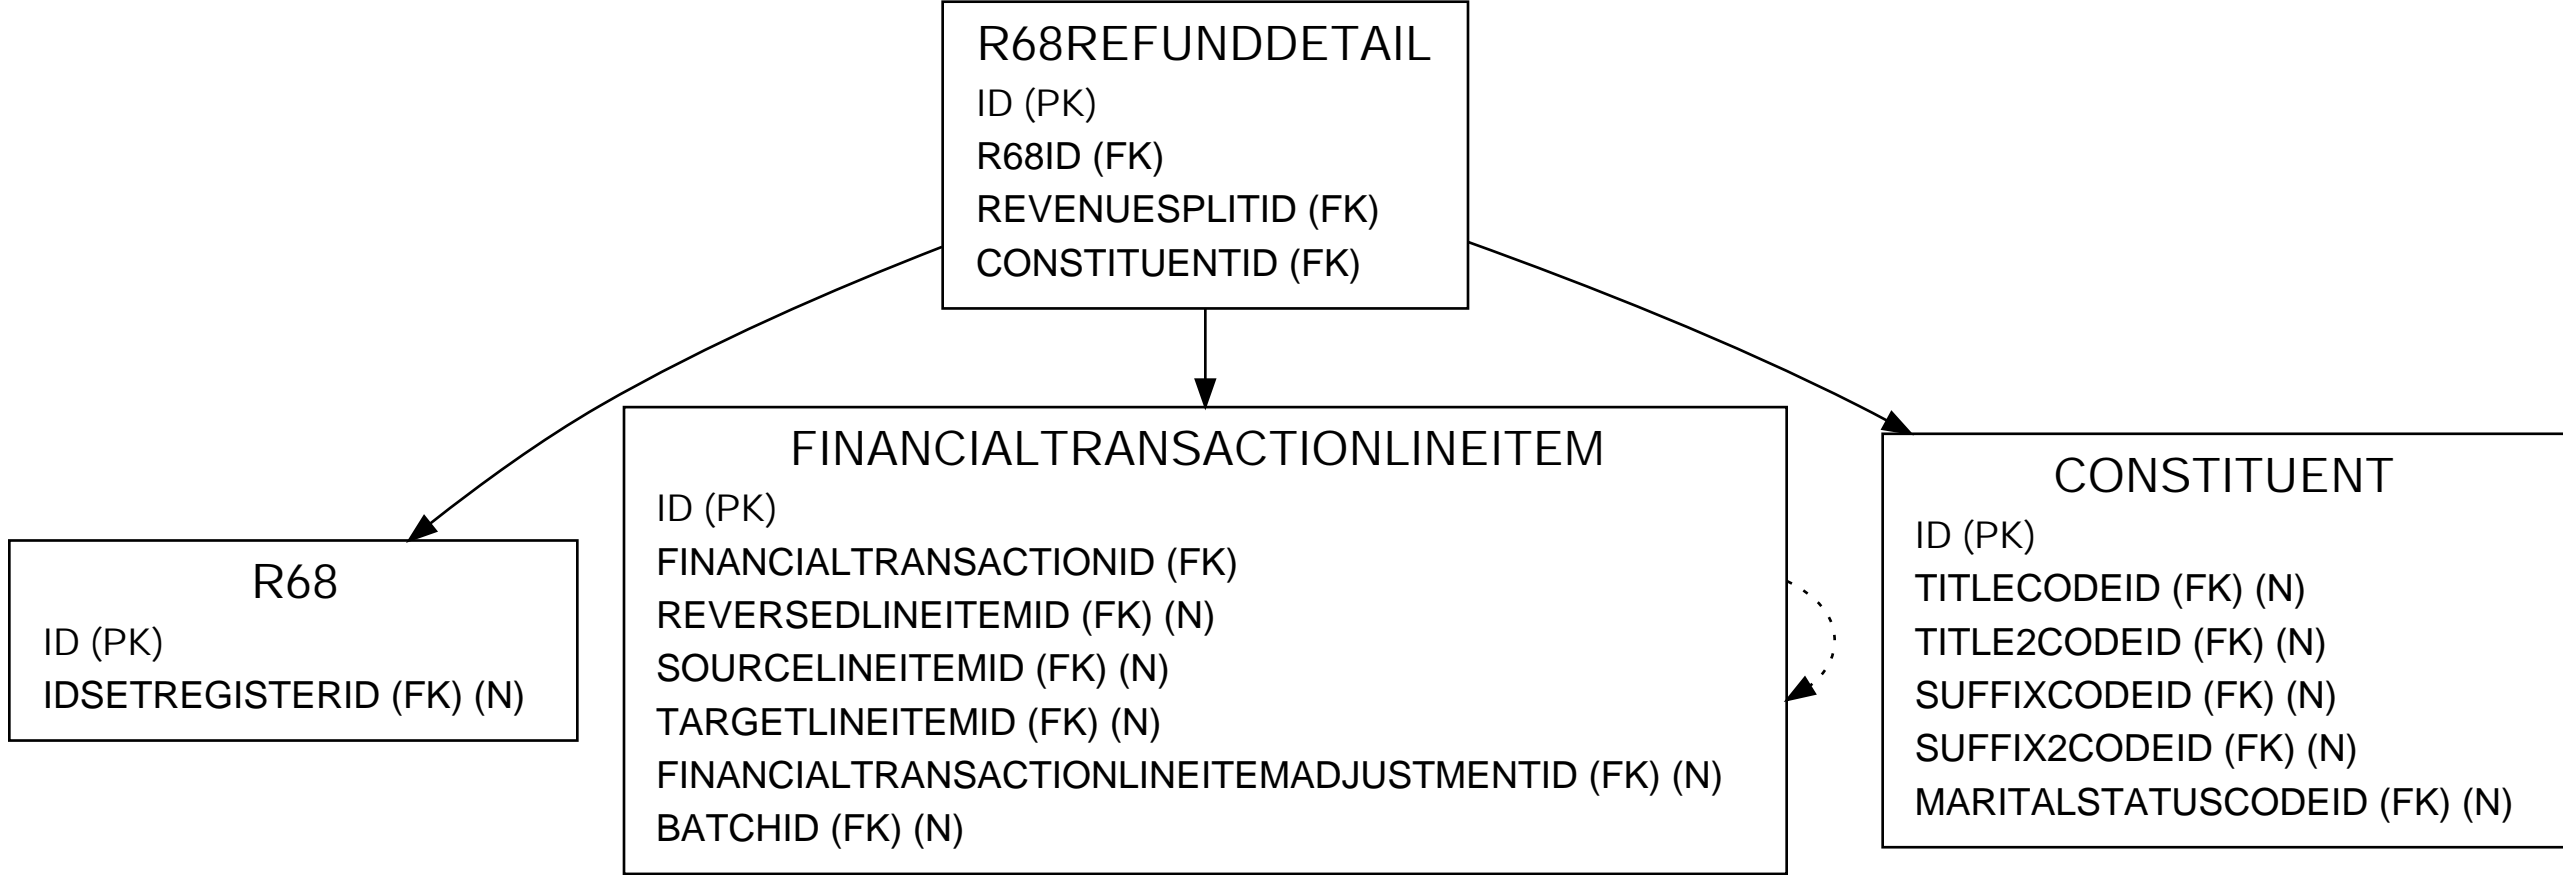 R68REFUNDDETAIL
ID (PK)
R68ID (FK)
REVENUESPLITID (FK)
CONSTITUENTID (FK)
R68
ID (PK)
IDSETREGISTERID (FK) (N)
FINANCIALTRANSACTIONLINEITEM
ID (PK)
FINANCIALTRANSACTIONID (FK)
REVERSEDLINEITEMID (FK) (N)
SOURCELINEITEMID (FK) (N)
TARGETLINEITEMID (FK) (N)
FINANCIALTRANSACTIONLINEITEMADJUSTMENTID (FK) (N)
BATCHID (FK) (N)
CONSTITUENT
ID (PK)
TITLECODEID (FK) (N)
TITLE2CODEID (FK) (N)
SUFFIXCODEID (FK) (N)
SUFFIX2CODEID (FK) (N)
MARITALSTATUSCODEID (FK) (N)